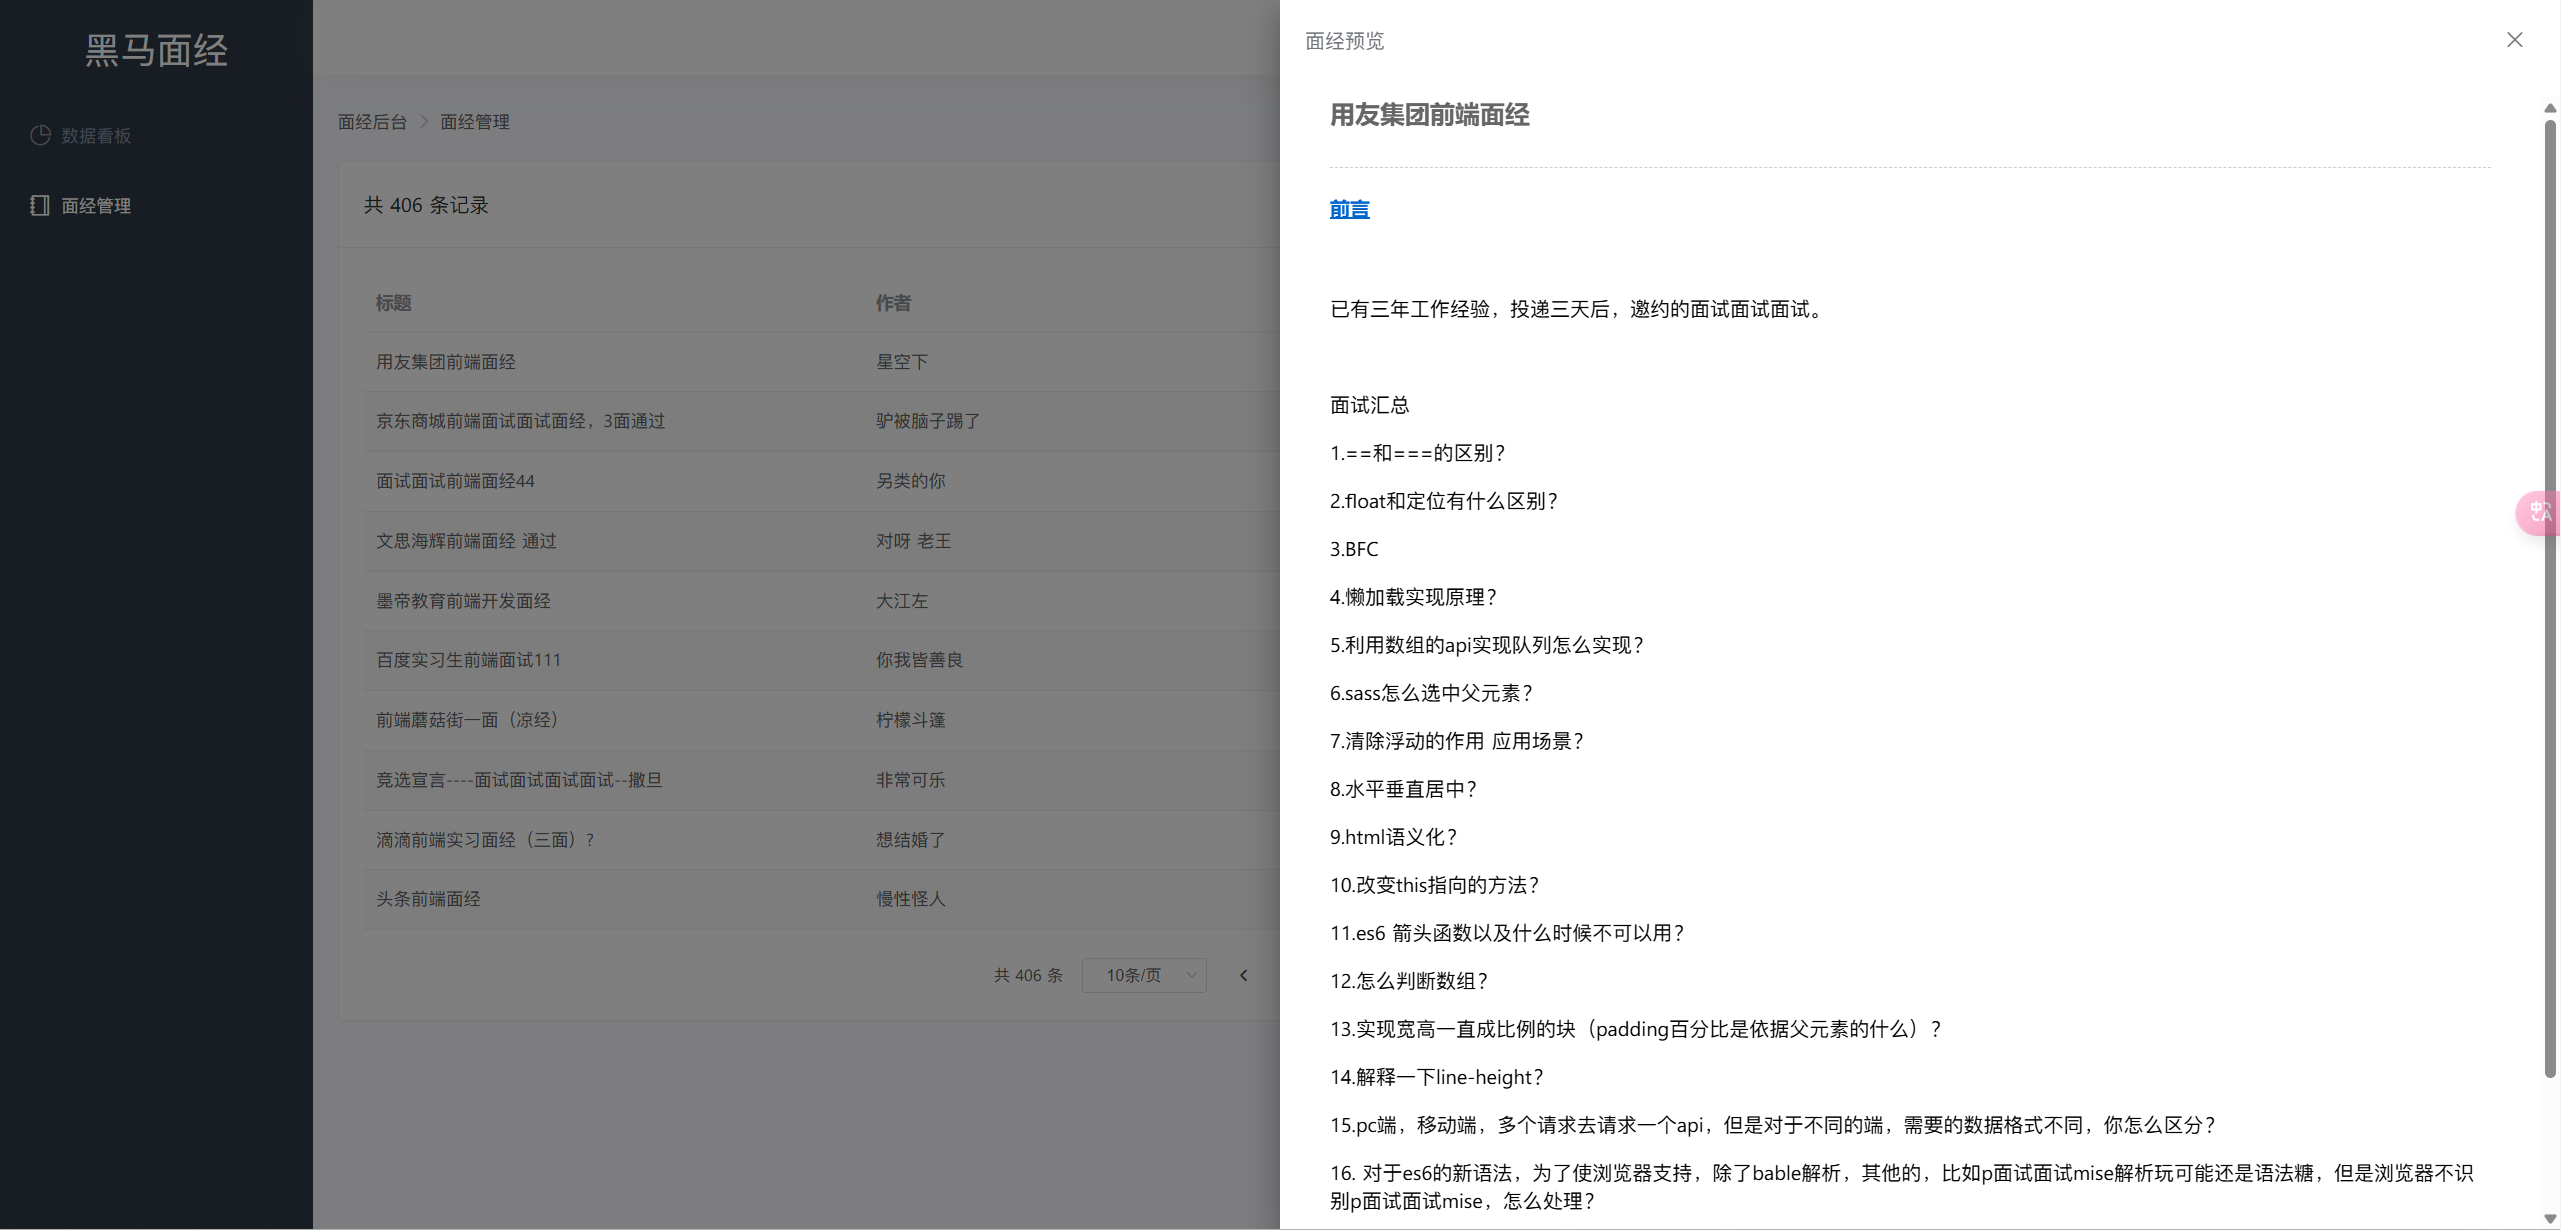 黑马面经
数据看板
面经管理
面经后台 > 面经管理
共 406 条记录
标题 作者
用友集团前端面经 星空下
京东商城前端面试面试面经，3面通过 驴被脑子踢了
面试面试前端面经44 另类的你
文思海辉前端面经 通过 对呀 老王
墨帝教育前端开发面经 大江左
百度实习生前端面试111 你我皆善良
前端蘑菇街一面（凉经） 柠檬斗篷
竞选宣言----面试面试面试面试--撒旦 非常可乐
滴滴前端实习面经（三面）? 想结婚了
头条前端面经 慢性怪人
共 406 条 10条/页
面经预览
用友集团前端面经
前言
已有三年工作经验，投递三天后，邀约的面试面试面试。
面试汇总
1.==和===的区别？
2.float和定位有什么区别？
3.BFC
4.懒加载实现原理？
5.利用数组的api实现队列怎么实现？
6.sass怎么选中父元素？
7.清除浮动的作用 应用场景？
8.水平垂直居中？
9.html语义化？
10.改变this指向的方法？
11.es6 箭头函数以及什么时候不可以用？
12.怎么判断数组？
13.实现宽高一直成比例的块（padding百分比是依据父元素的什么）？
14.解释一下line-height？
15.pc端，移动端，多个请求去请求一个api，但是对于不同的端，需要的数据格式不同，你怎么区分？
16. 对于es6的新语法，为了使浏览器支持，除了bable解析，其他的，比如p面试面试mise解析玩可能还是语法糖，但是浏览器不识
别p面试面试mise，怎么处理？
中A